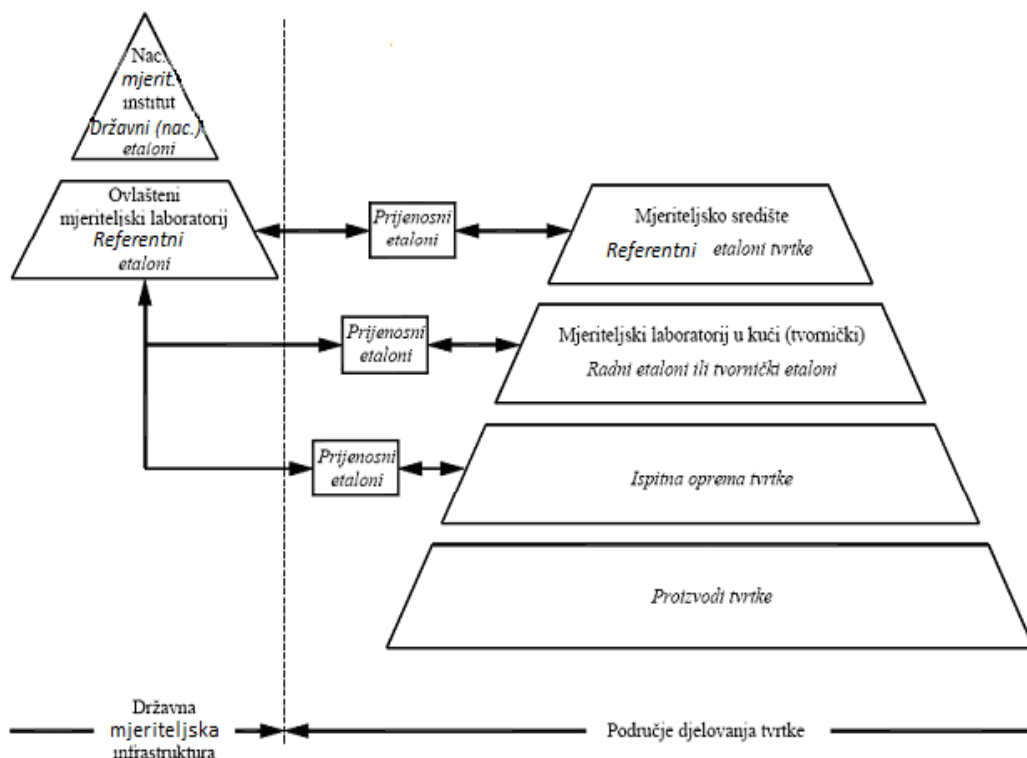 Nac.
mjerit.
institut
Državni (nac.)
etaloni
Ovlašteni
mjeriteljski laboratorij
Referentni
etaloni
Prijenosni
etaloni
Mjeriteljsko središte
Referentni etaloni tvrtke
Prijenosni
etaloni
Mjeriteljski laboratorij u kući (tvornički)
Radni etaloni ili tvornički etaloni
Prijenosni
etaloni
Ispitna oprema tvrtke
Proizvodi tvrtke
Državna
mjeriteljska
infrastruktura
Područje djelovanja tvrtke